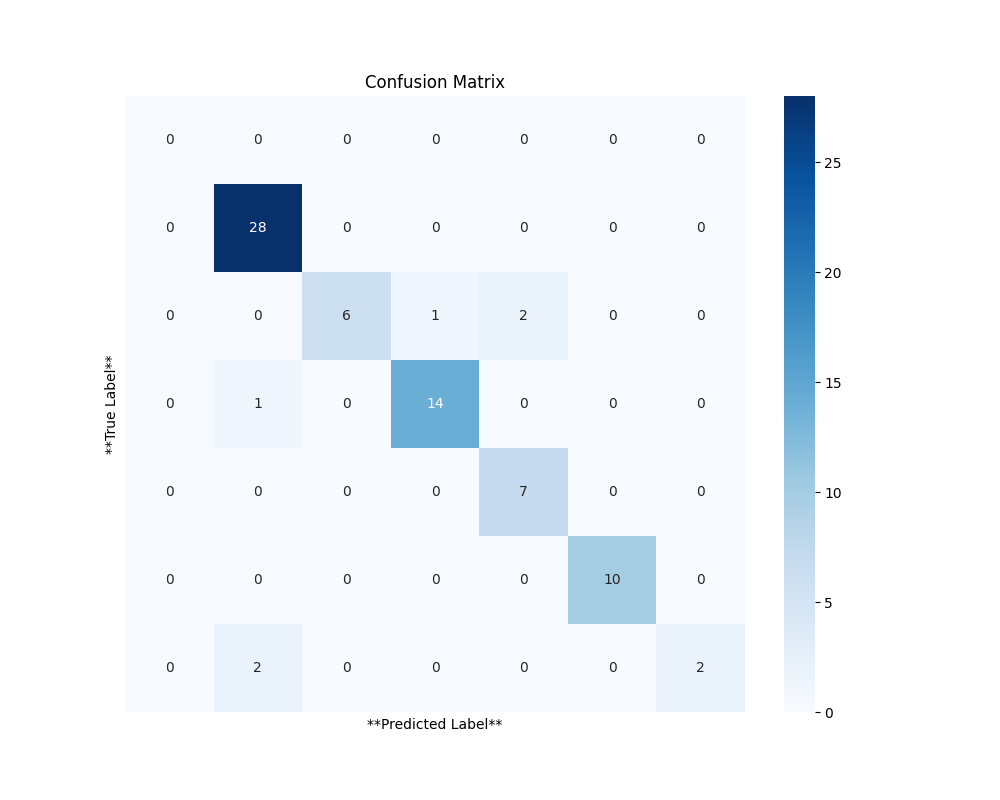 Confusion Matrix
0 0 0 0 0 0 0
0 28 0 0 0 0 0
0 0 6 1 2 0 0
0 1 0 14 0 0 0
0 0 0 0 7 0 0
0 0 0 0 0 10 0
0 2 0 0 0 0 2
**True Label**
**Predicted Label**
25
20
15
10
5
0